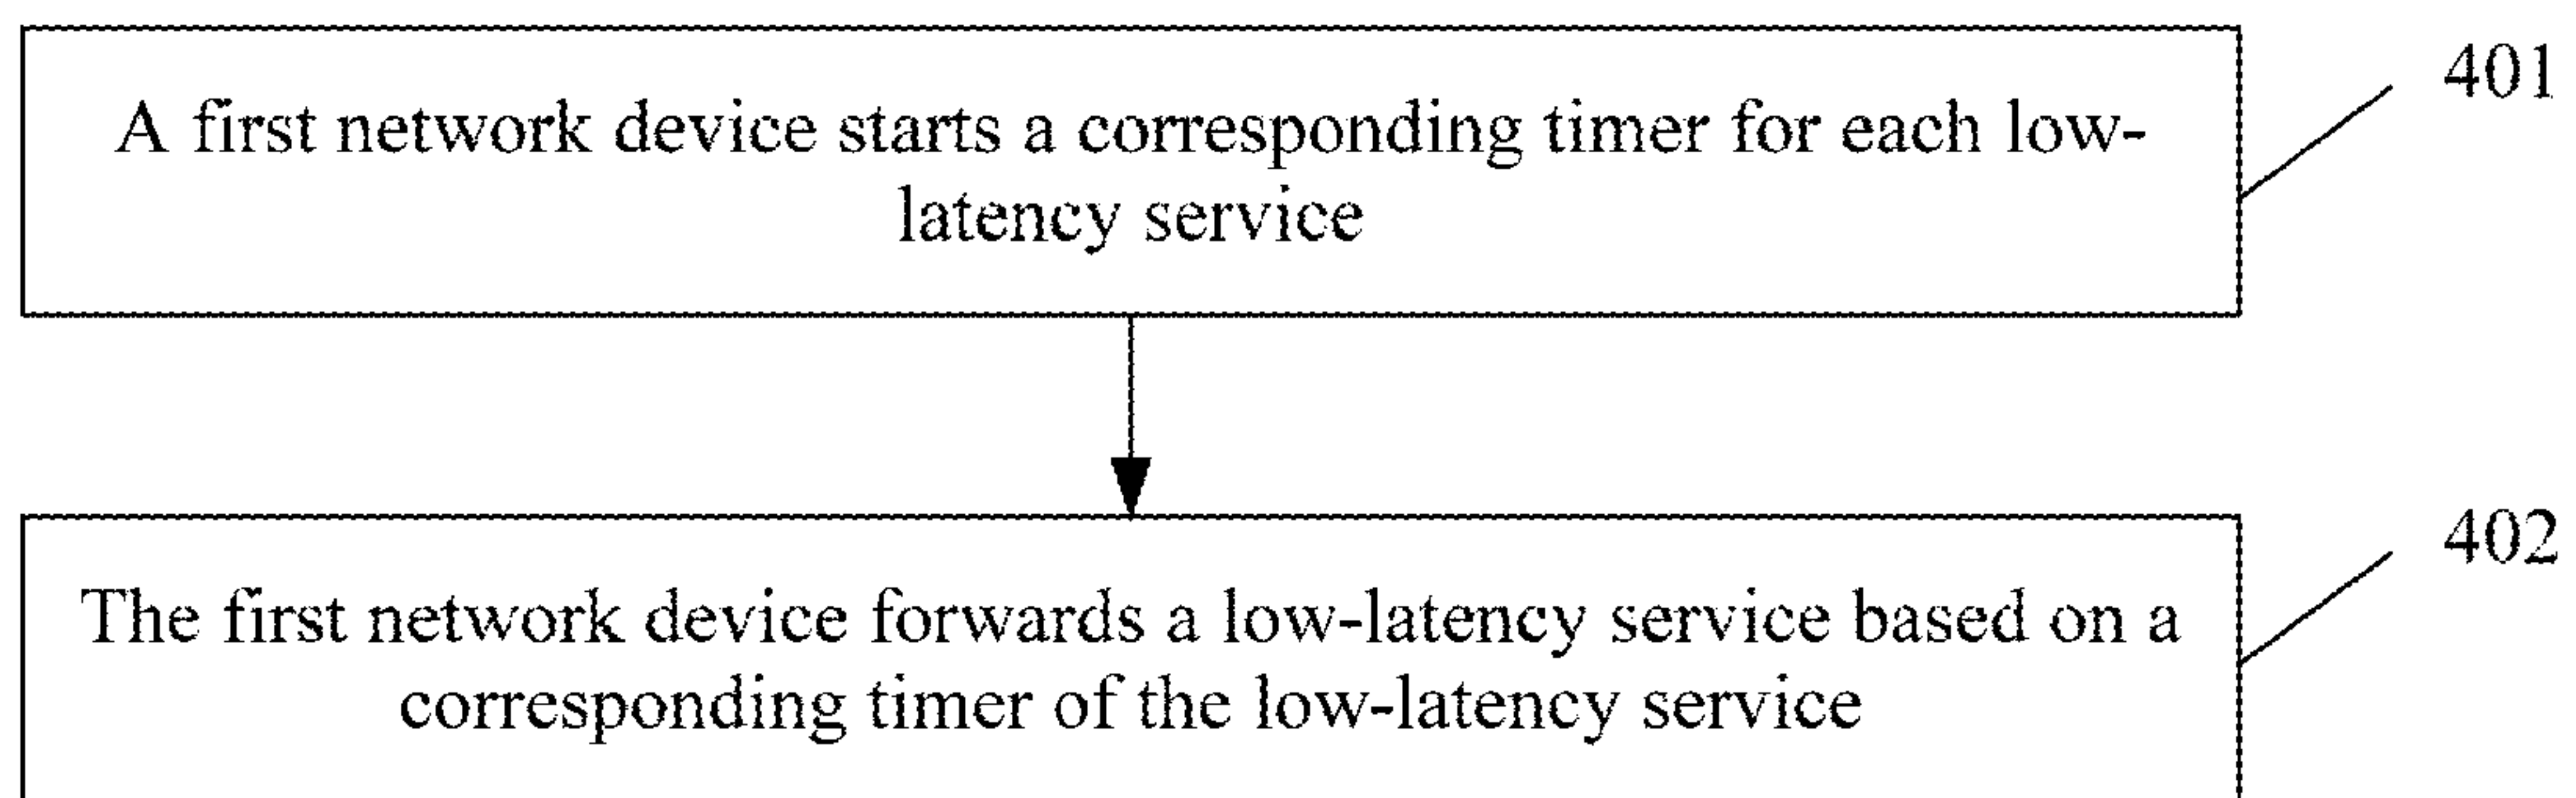 A first network device starts a corresponding timer for each low-
latency service
401
The first network device forwards a low-latency service based on a
corresponding timer of the low-latency service
402